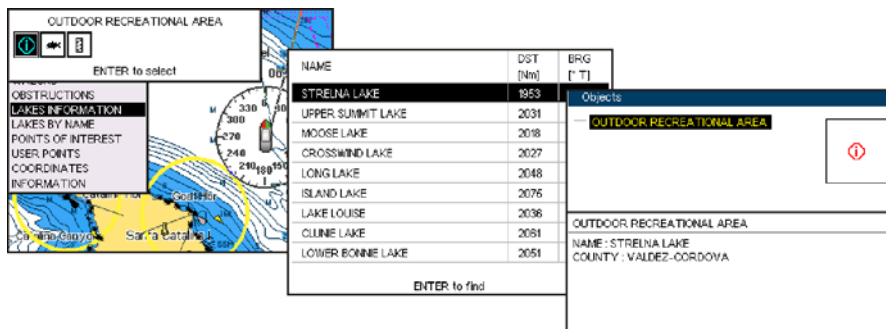 OUTDOOR RECREATIONAL AREA
ENTER to select
OBSTRUCTIONS
LAKES INFORMATION
LAKES BY NAME
POINTS OF INTEREST
USER POINTS
COORDINATES
INFORMATION
330
300
270
240
210
180
150
NAME DST BRG
[Nm] [° T]
STRELNA LAKE 1953
UPPER SUMMIT LAKE 2031
MOOSE LAKE 2018
CROSSWIND LAKE 2027
LONG LAKE 2048
ISLAND LAKE 2076
LAKE LOUISE 2036
CLUNIE LAKE 2061
LOWER BONNIE LAKE 2051
ENTER to find
Objects
OUTDOOR RECREATIONAL AREA
OUTDOOR RECREATIONAL AREA
NAME : STRELNA LAKE
COUNTY : VALDEZ-CORDOVA